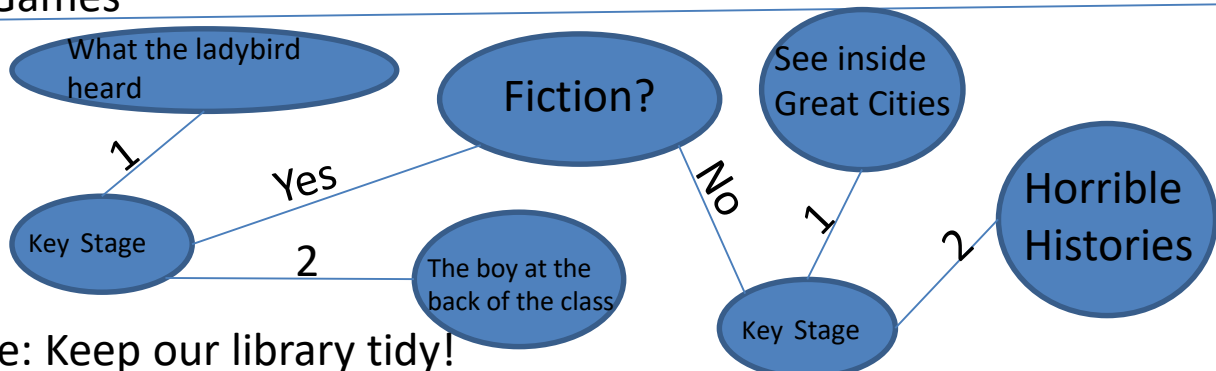 Games
What the ladybird
heard
Fiction?
See inside
Great Cities
1
Yes
No
1
2
Horrible
Histories
Key Stage
2
The boy at the
back of the class
Key Stage
e: Keep our library tidy!